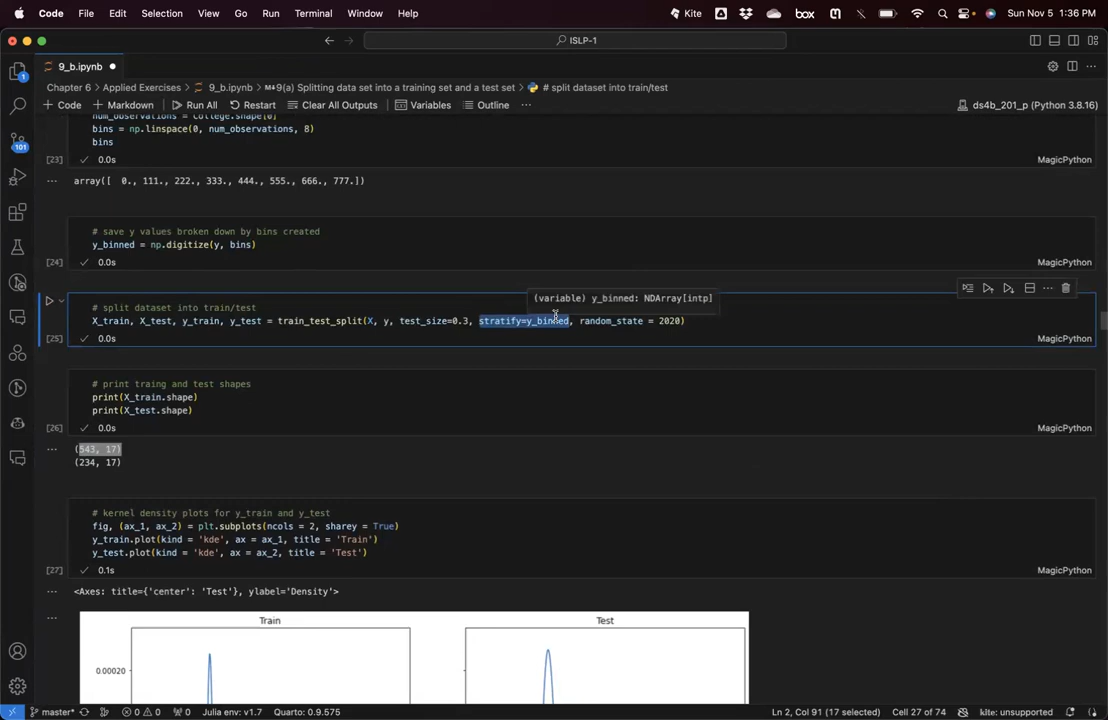 Code File Edit Selection View Go Run Terminal Window Help Kite box Sun Nov 5 1:36 PM
ISLP-1
9_b.ipynb
Chapter 6 > Applied Exercises > 9_b.ipynb > M↓9(a) Splitting data set into a training set and a test set > # split dataset into train/test
+ Code + Markdown Run All Restart Clear All Outputs Variables Outline ... ds4b_201_p (Python 3.8.16)
num_observations = College.shape[0]
bins = np.linspace(0, num_observations, 8)
bins
[23] ✓ 0.0s MagicPython
... array([ 0., 111., 222., 333., 444., 555., 666., 777.])
101
# save y values broken down by bins created
y_binned = np.digitize(y, bins)
[24] ✓ 0.0s MagicPython
(variable) y_binned: NDArray[intp]
# split dataset into train/test
X_train, X_test, y_train, y_test = train_test_split(X, y, test_size=0.3, stratify=y_binned, random_state = 2020)
[25] ✓ 0.0s MagicPython
# print traing and test shapes
print(X_train.shape)
print(X_test.shape)
[26] ✓ 0.0s MagicPython
... (543, 17)
(234, 17)
# kernel density plots for y_train and y_test
fig, (ax_1, ax_2) = plt.subplots(ncols = 2, sharey = True)
y_train.plot(kind = 'kde', ax = ax_1, title = 'Train')
y_test.plot(kind = 'kde', ax = ax_2, title = 'Test')
[27] ✓ 0.1s MagicPython
... <Axes: title={'center': 'Test'}, ylabel='Density'>
...
Train Test
0.00020
master* 0 0 0 Julia env: v1.7 Quarto: 0.9.575 Ln 2, Col 91 (17 selected) Cell 27 of 74 kite: unsupported